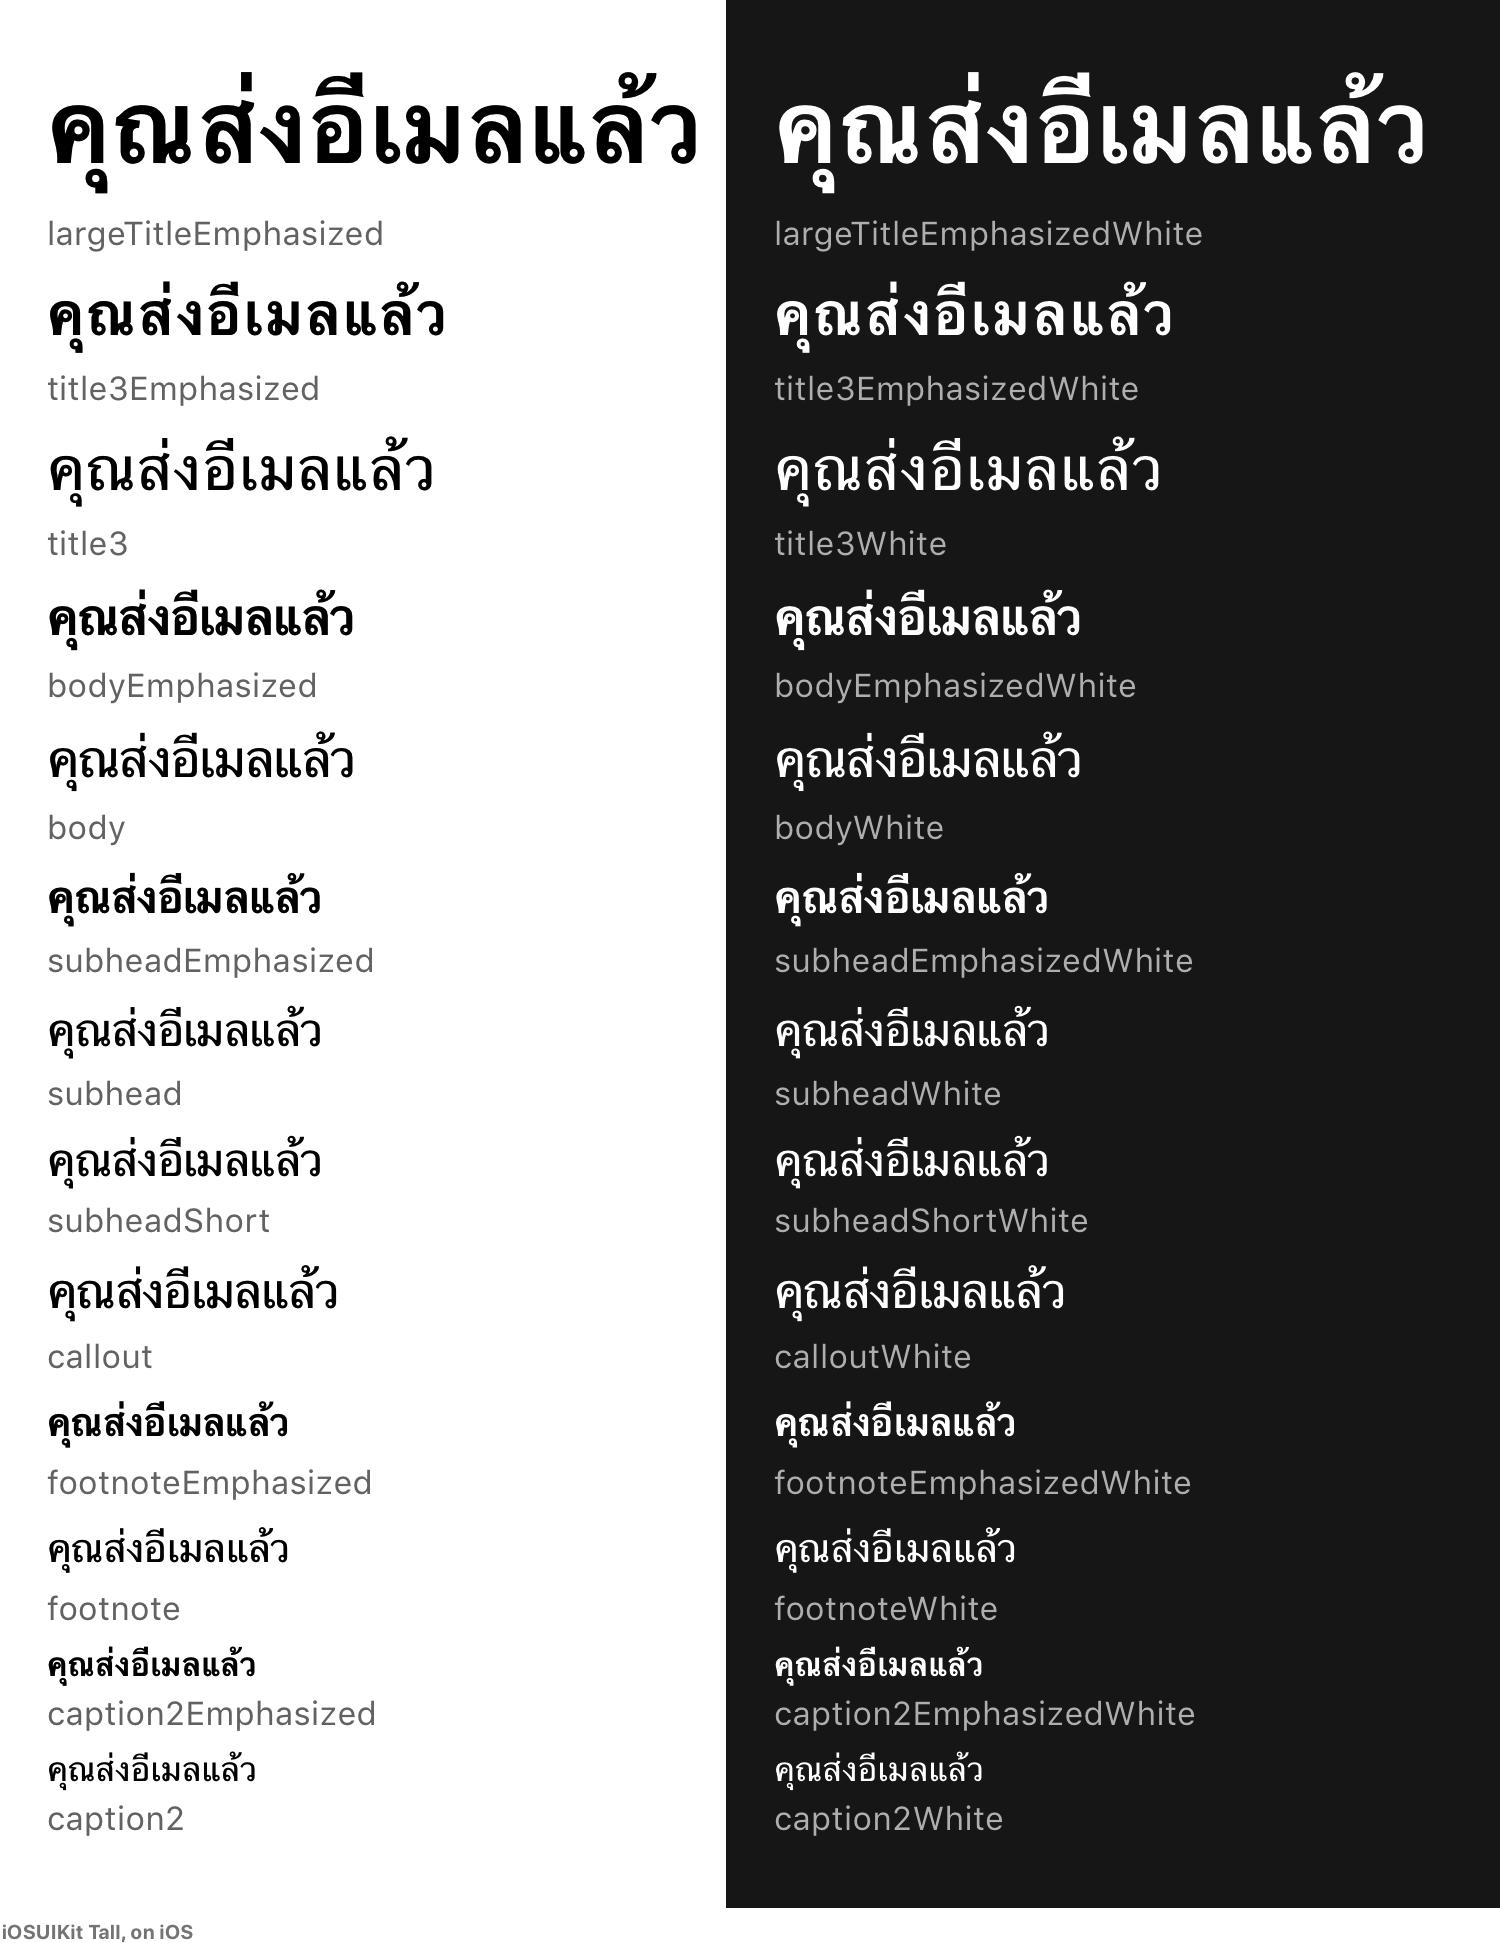 คุณส่งอีเมลแล้ว
largeTitleEmphasized
คุณส่งอีเมลแล้ว
title3Emphasized
คุณส่งอีเมลแล้ว
title3
คุณส่งอีเมลแล้ว
bodyEmphasized
คุณส่งอีเมลแล้ว
body
คุณส่งอีเมลแล้ว
subheadEmphasized
คุณส่งอีเมลแล้ว
subhead
คุณส่งอีเมลแล้ว
subheadShort
คุณส่งอีเมลแล้ว
callout
คุณส่งอีเมลแล้ว
footnoteEmphasized
คุณส่งอีเมลแล้ว
footnote
คุณส่งอีเมลแล้ว
caption2Emphasized
คุณส่งอีเมลแล้ว
caption2
คุณส่งอีเมลแล้ว
largeTitleEmphasizedWhite
คุณส่งอีเมลแล้ว
title3EmphasizedWhite
คุณส่งอีเมลแล้ว
title3White
คุณส่งอีเมลแล้ว
bodyEmphasizedWhite
คุณส่งอีเมลแล้ว
bodyWhite
คุณส่งอีเมลแล้ว
subheadEmphasizedWhite
คุณส่งอีเมลแล้ว
subheadWhite
คุณส่งอีเมลแล้ว
subheadShortWhite
คุณส่งอีเมลแล้ว
calloutWhite
คุณส่งอีเมลแล้ว
footnoteEmphasizedWhite
คุณส่งอีเมลแล้ว
footnoteWhite
คุณส่งอีเมลแล้ว
caption2EmphasizedWhite
คุณส่งอีเมลแล้ว
caption2White
iOSUIKit Tall, on iOS